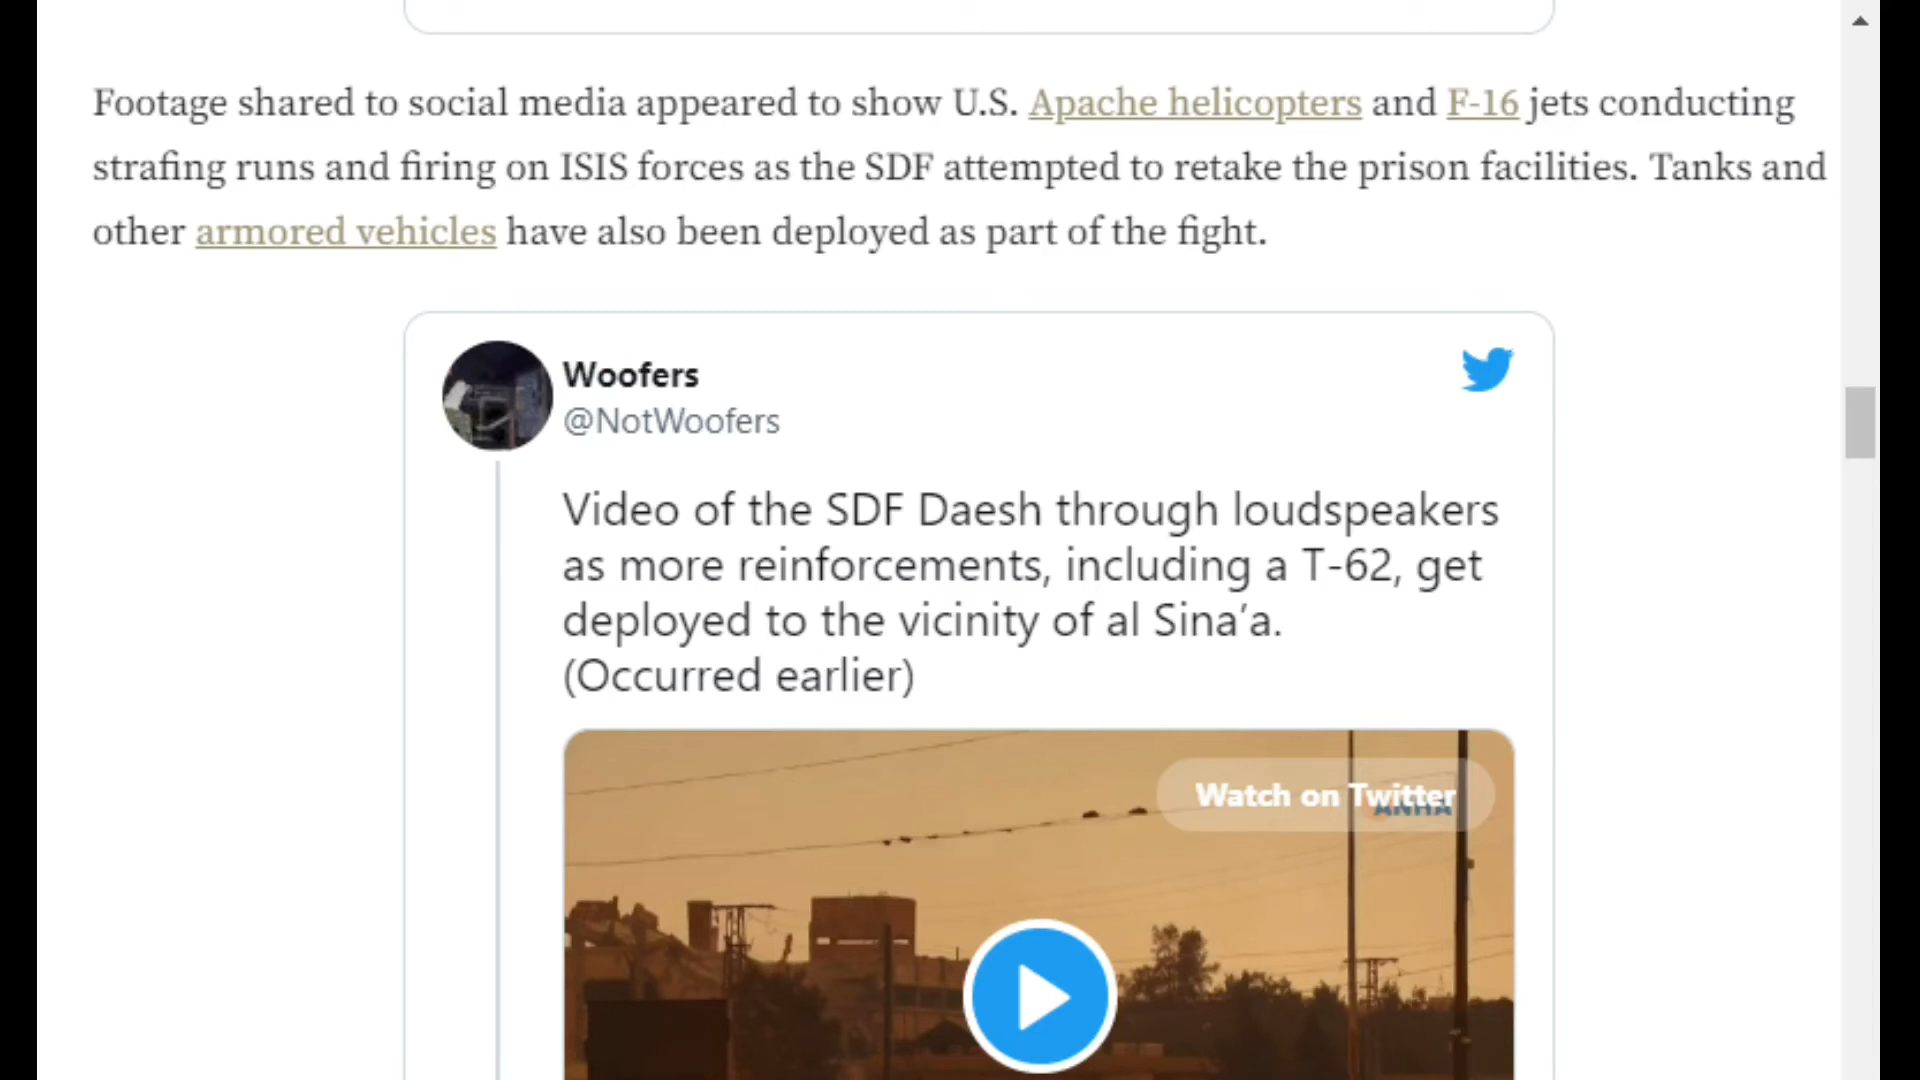 Footage shared to social media appeared to show U.S. Apache helicopters and F-16 jets conducting
strafing runs and firing on ISIS forces as the SDF attempted to retake the prison facilities. Tanks and
other armored vehicles have also been deployed as part of the fight.
Woofers
@NotWoofers
Video of the SDF Daesh through loudspeakers
as more reinforcements, including a T-62, get
deployed to the vicinity of al Sina’a.
(Occurred earlier)
Watch on Twitter
ANHA